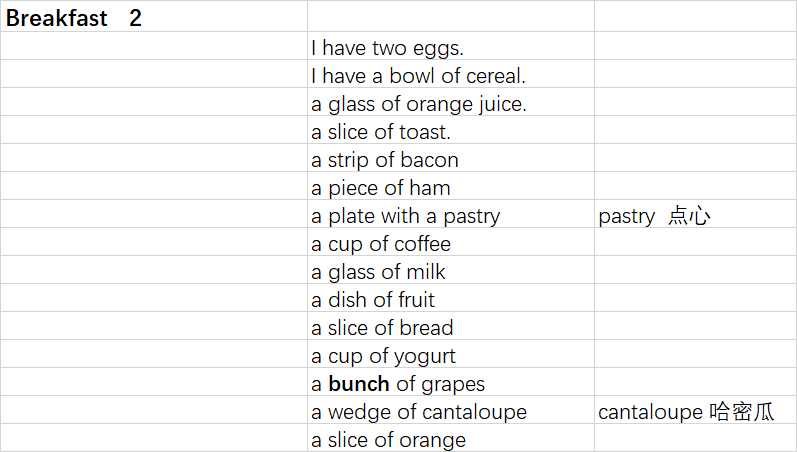 Breakfast 2
I have two eggs.
I have a bowl of cereal.
a glass of orange juice.
a slice of toast.
a strip of bacon
a piece of ham
a plate with a pastry pastry 点心
a cup of coffee
a glass of milk
a dish of fruit
a slice of bread
a cup of yogurt
a bunch of grapes
a wedge of cantaloupe cantaloupe 哈密瓜
a slice of orange